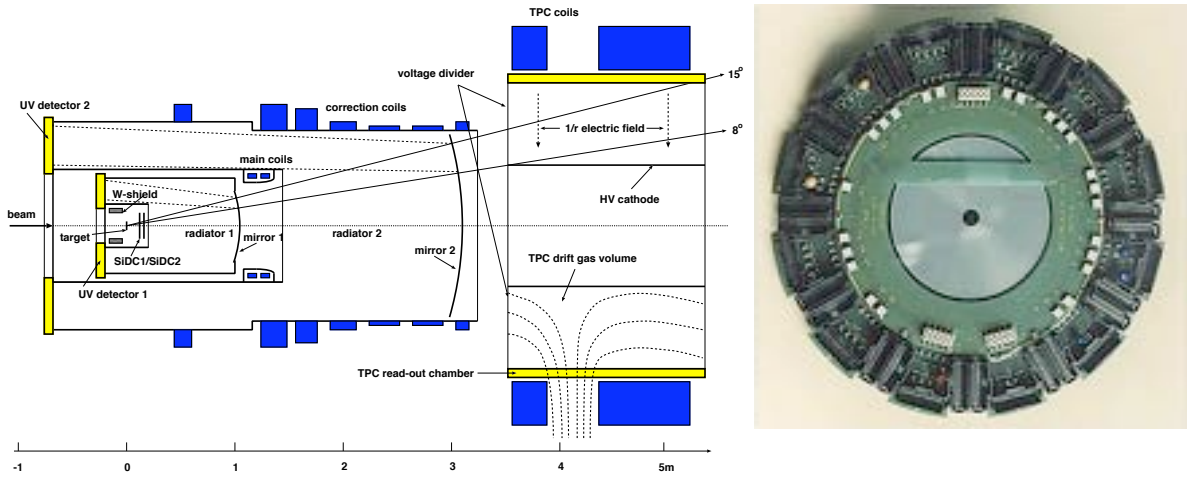 TPC coils
voltage divider
15°
UV detector 2
correction coils
1/r electric field
8°
main coils
W-shield
HV cathode
beam
target
radiator 1
mirror 1
radiator 2
mirror 2
SiDC1/SiDC2
TPC drift gas volume
UV detector 1
TPC read-out chamber
-1
0
1
2
3
4
5m